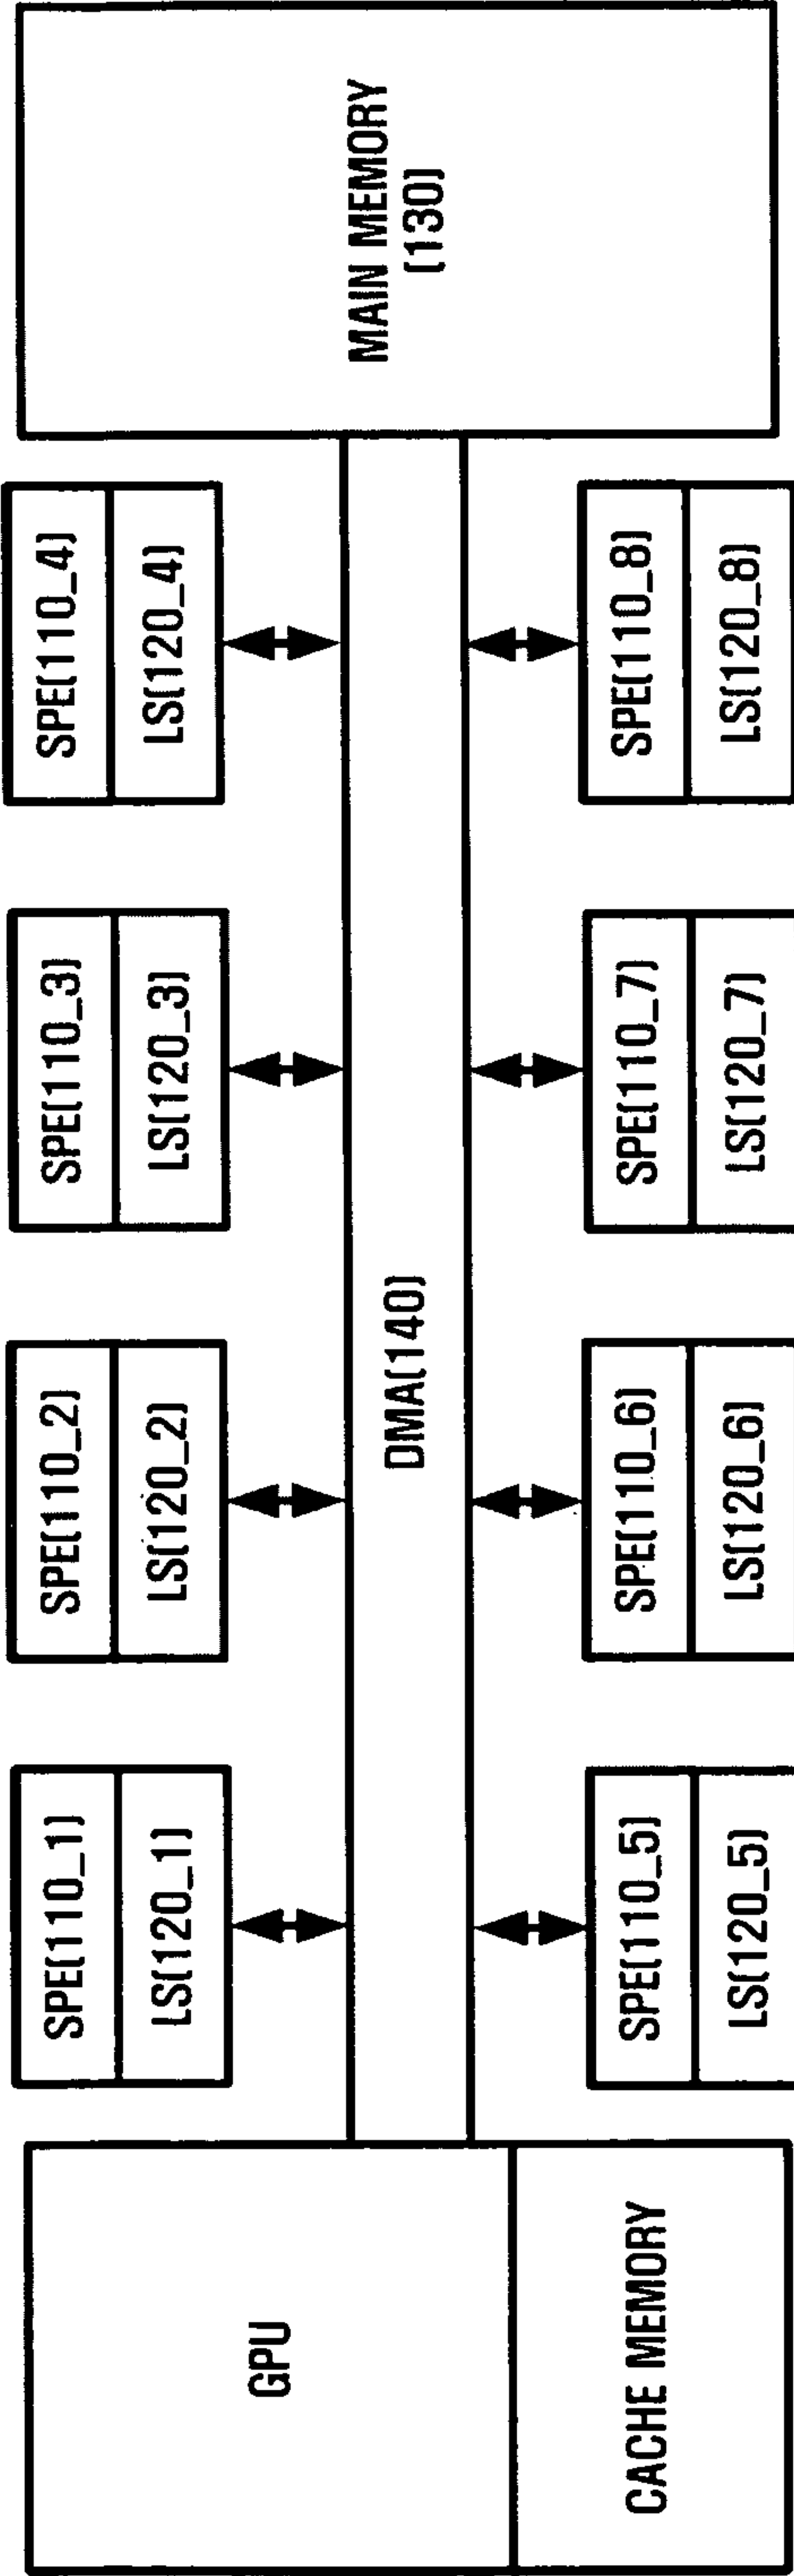 GPU
CACHE MEMORY
SPE(110_1)
LS(120_1)
SPE(110_2)
LS(120_2)
SPE(110_3)
LS(120_3)
SPE(110_4)
LS(120_4)
DMA(140)
SPE(110_5)
LS(120_5)
SPE(110_6)
LS(120_6)
SPE(110_7)
LS(120_7)
SPE(110_8)
LS(120_8)
MAIN MEMORY
(130)